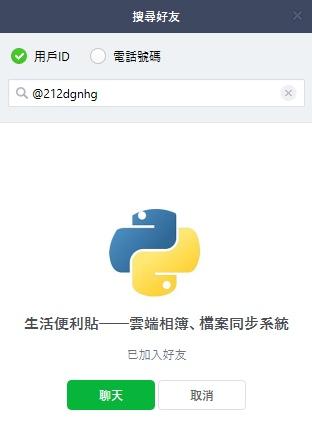 搜尋好友
用戶ID 電話號碼
@212dgnhg
生活便利貼——雲端相簿、檔案同步系統
已加入好友
聊天 取消